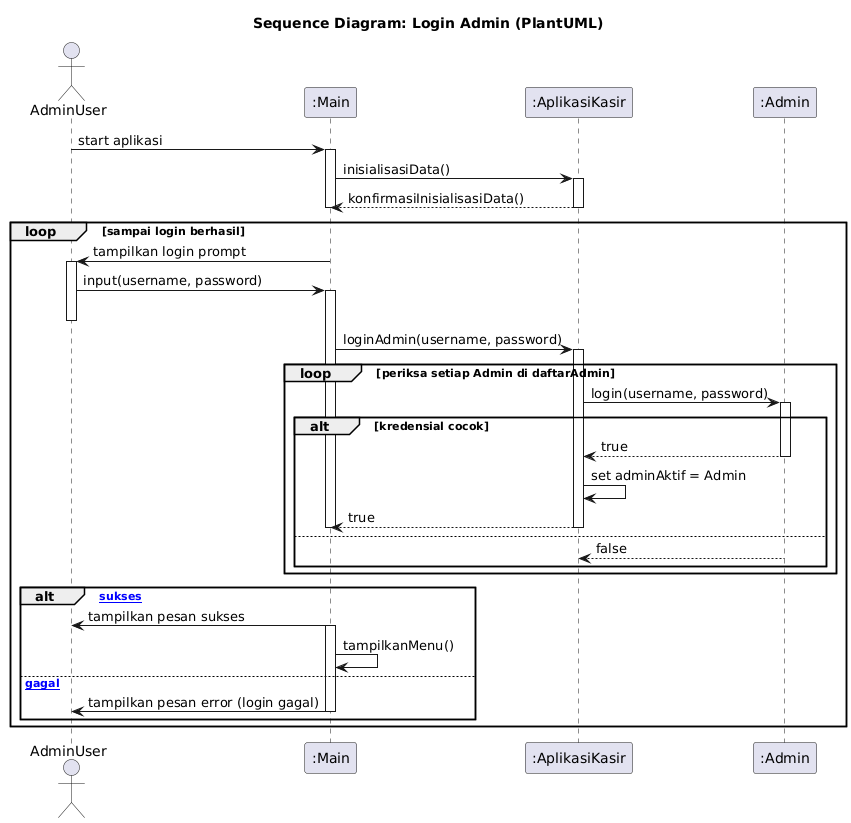 Sequence Diagram: Login Admin (PlantUML)
AdminUser
:Main
:AplikasiKasir
:Admin
start aplikasi
inisialisasiData()
konfirmasiInisialisasiData()
loop
[sampai login berhasil]
tampilkan login prompt
input(username, password)
loginAdmin(username, password)
loop
[periksa setiap Admin di daftarAdmin]
login(username, password)
alt
[kredensial cocok]
true
set adminAktif = Admin
true
false
alt
sukses
tampilkan pesan sukses
tampilkanMenu()
gagal
tampilkan pesan error (login gagal)
AdminUser
:Main
:AplikasiKasir
:Admin